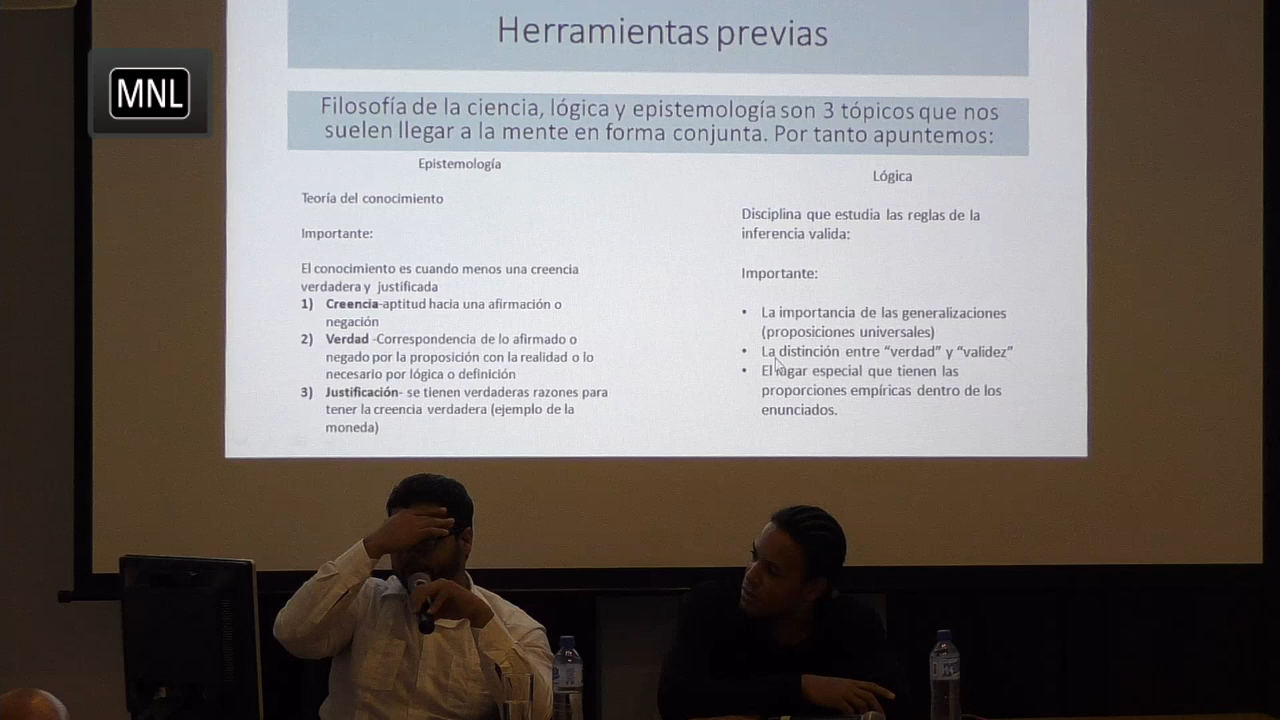 MNL
Herramientas previas
Filosofía de la ciencia, lógica y epistemología son 3 tópicos que nos
suelen llegar a la mente en forma conjunta. Por tanto apuntemos:
Epistemología
Teoría del conocimiento
Importante:
El conocimiento es cuando menos una creencia
verdadera y justificada
1) Creencia-aptitud hacia una afirmación o
negación
2) Verdad -Correspondencia de lo afirmado o
negado por la proposición con la realidad o lo
necesario por lógica o definición
3) Justificación- se tienen verdaderas razones para
tener la creencia verdadera (ejemplo de la
moneda)
Lógica
Disciplina que estudia las reglas de la
inferencia valida:
Importante:
• La importancia de las generalizaciones
(proposiciones universales)
• La distinción entre “verdad” y “validez”
• El lugar especial que tienen las
proporciones empíricas dentro de los
enunciados.